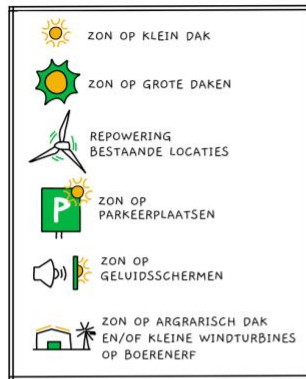 ZON OP KLEIN DAK
ZON OP GROTE DAKEN
REPOWERING
BESTAANDE LOCATIES
P
ZON OP
PARKEERPLAATSEN
ZON OP
GELUIDSSCHERMEN
ZON OP ARGRARISCH DAK
EN/OF KLEINE WINDTURBINES
OP BOERENERF